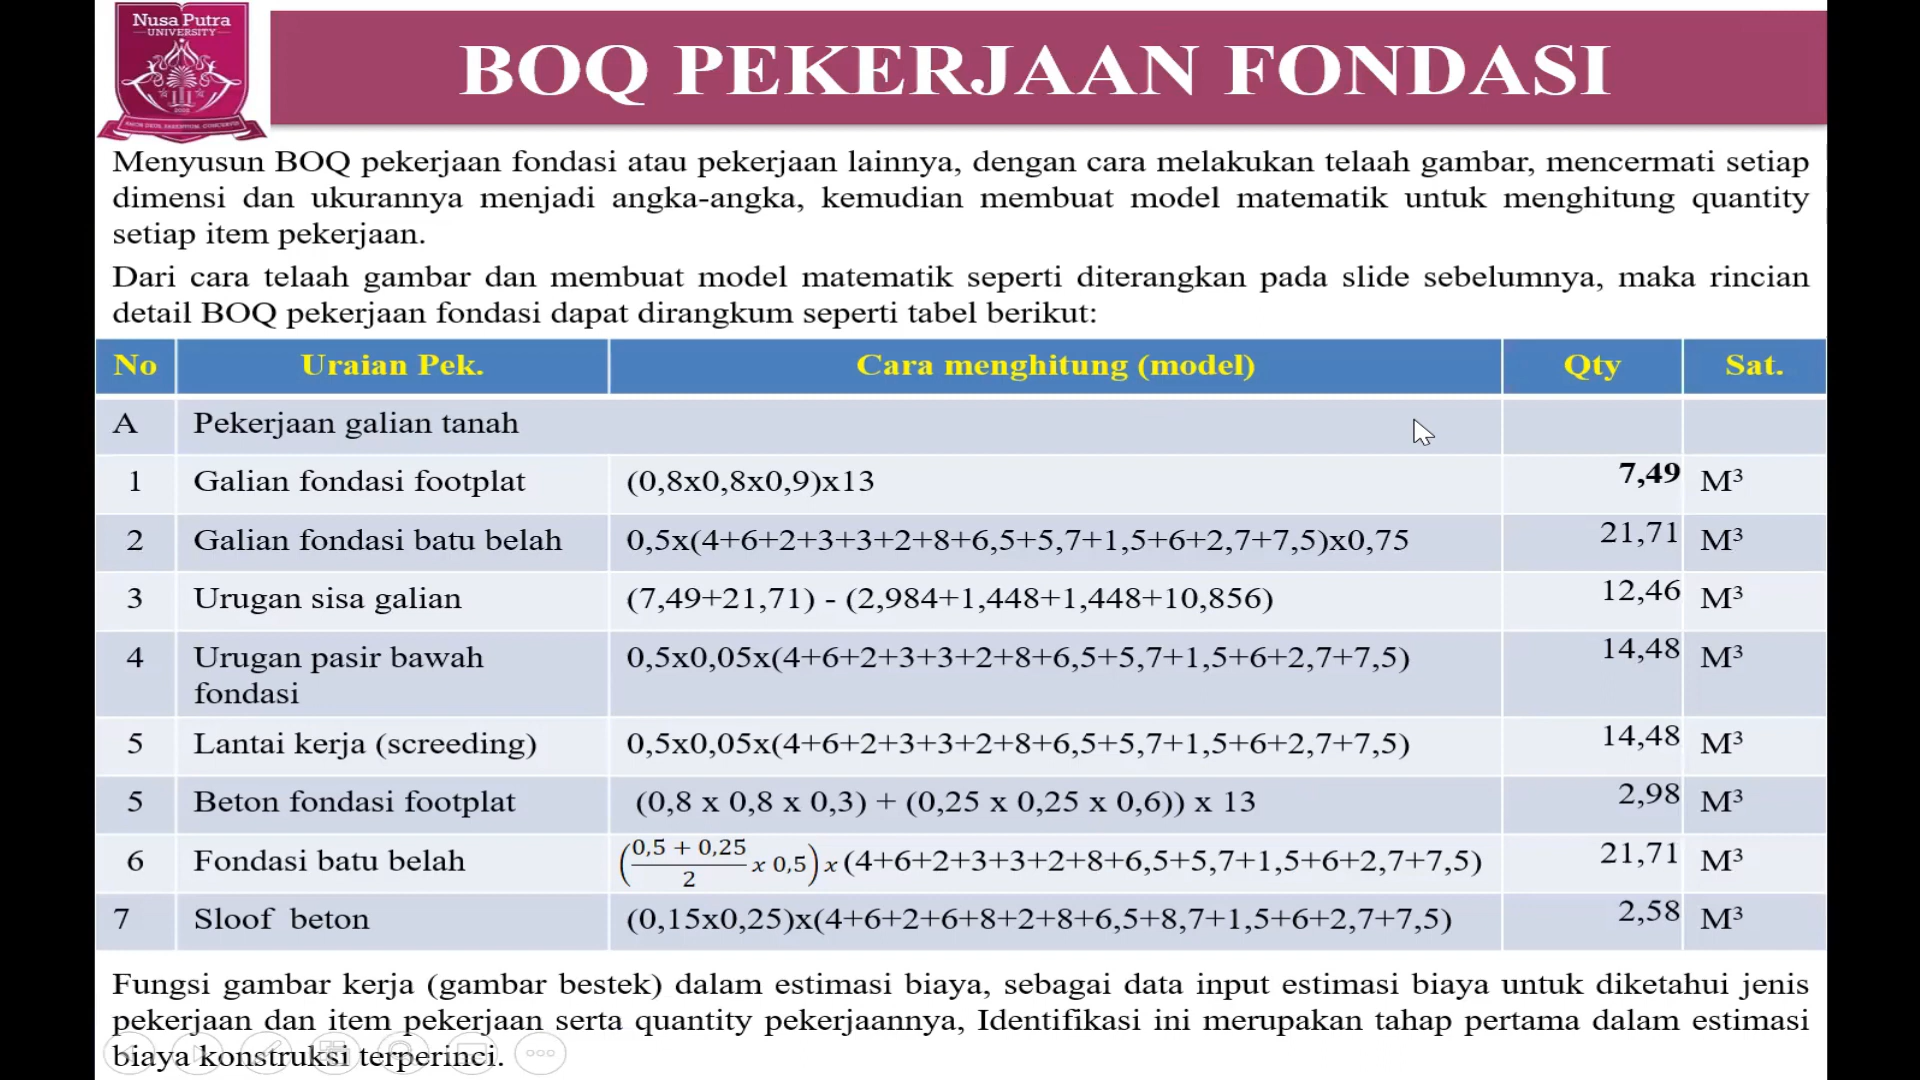 Nusa Putra
UNIVERSITY
BOQ PEKERJAAN FONDASI
Menyusun BOQ pekerjaan fondasi atau pekerjaan lainnya, dengan cara melakukan telaah gambar, mencermati setiap
dimensi dan ukurannya menjadi angka-angka, kemudian membuat model matematik untuk menghitung quantity
setiap item pekerjaan.
Dari cara telaah gambar dan membuat model matematik seperti diterangkan pada slide sebelumnya, maka rincian
detail BOQ pekerjaan fondasi dapat dirangkum seperti tabel berikut:
No Uraian Pek. Cara menghitung (model) Qty Sat.
A Pekerjaan galian tanah
1 Galian fondasi footplat (0,8x0,8x0,9)x13 7,49 M³
2 Galian fondasi batu belah 0,5x(4+6+2+3+3+2+8+6,5+5,7+1,5+6+2,7+7,5)x0,75 21,71 M³
3 Urugan sisa galian (7,49+21,71) - (2,984+1,448+1,448+10,856) 12,46 M³
4 Urugan pasir bawah 0,5x0,05x(4+6+2+3+3+2+8+6,5+5,7+1,5+6+2,7+7,5) 14,48 M³
fondasi
5 Lantai kerja (screeding) 0,5x0,05x(4+6+2+3+3+2+8+6,5+5,7+1,5+6+2,7+7,5) 14,48 M³
5 Beton fondasi footplat (0,8 x 0,8 x 0,3) + (0,25 x 0,25 x 0,6)) x 13 2,98 M³
6 Fondasi batu belah (0,5 + 0,25 / 2 x 0,5) x (4+6+2+3+3+2+8+6,5+5,7+1,5+6+2,7+7,5) 21,71 M³
7 Sloof beton (0,15x0,25)x(4+6+2+6+8+2+8+6,5+8,7+1,5+6+2,7+7,5) 2,58 M³
Fungsi gambar kerja (gambar bestek) dalam estimasi biaya, sebagai data input estimasi biaya untuk diketahui jenis
pekerjaan dan item pekerjaan serta quantity pekerjaannya, Identifikasi ini merupakan tahap pertama dalam estimasi
biaya konstruksi terperinci.